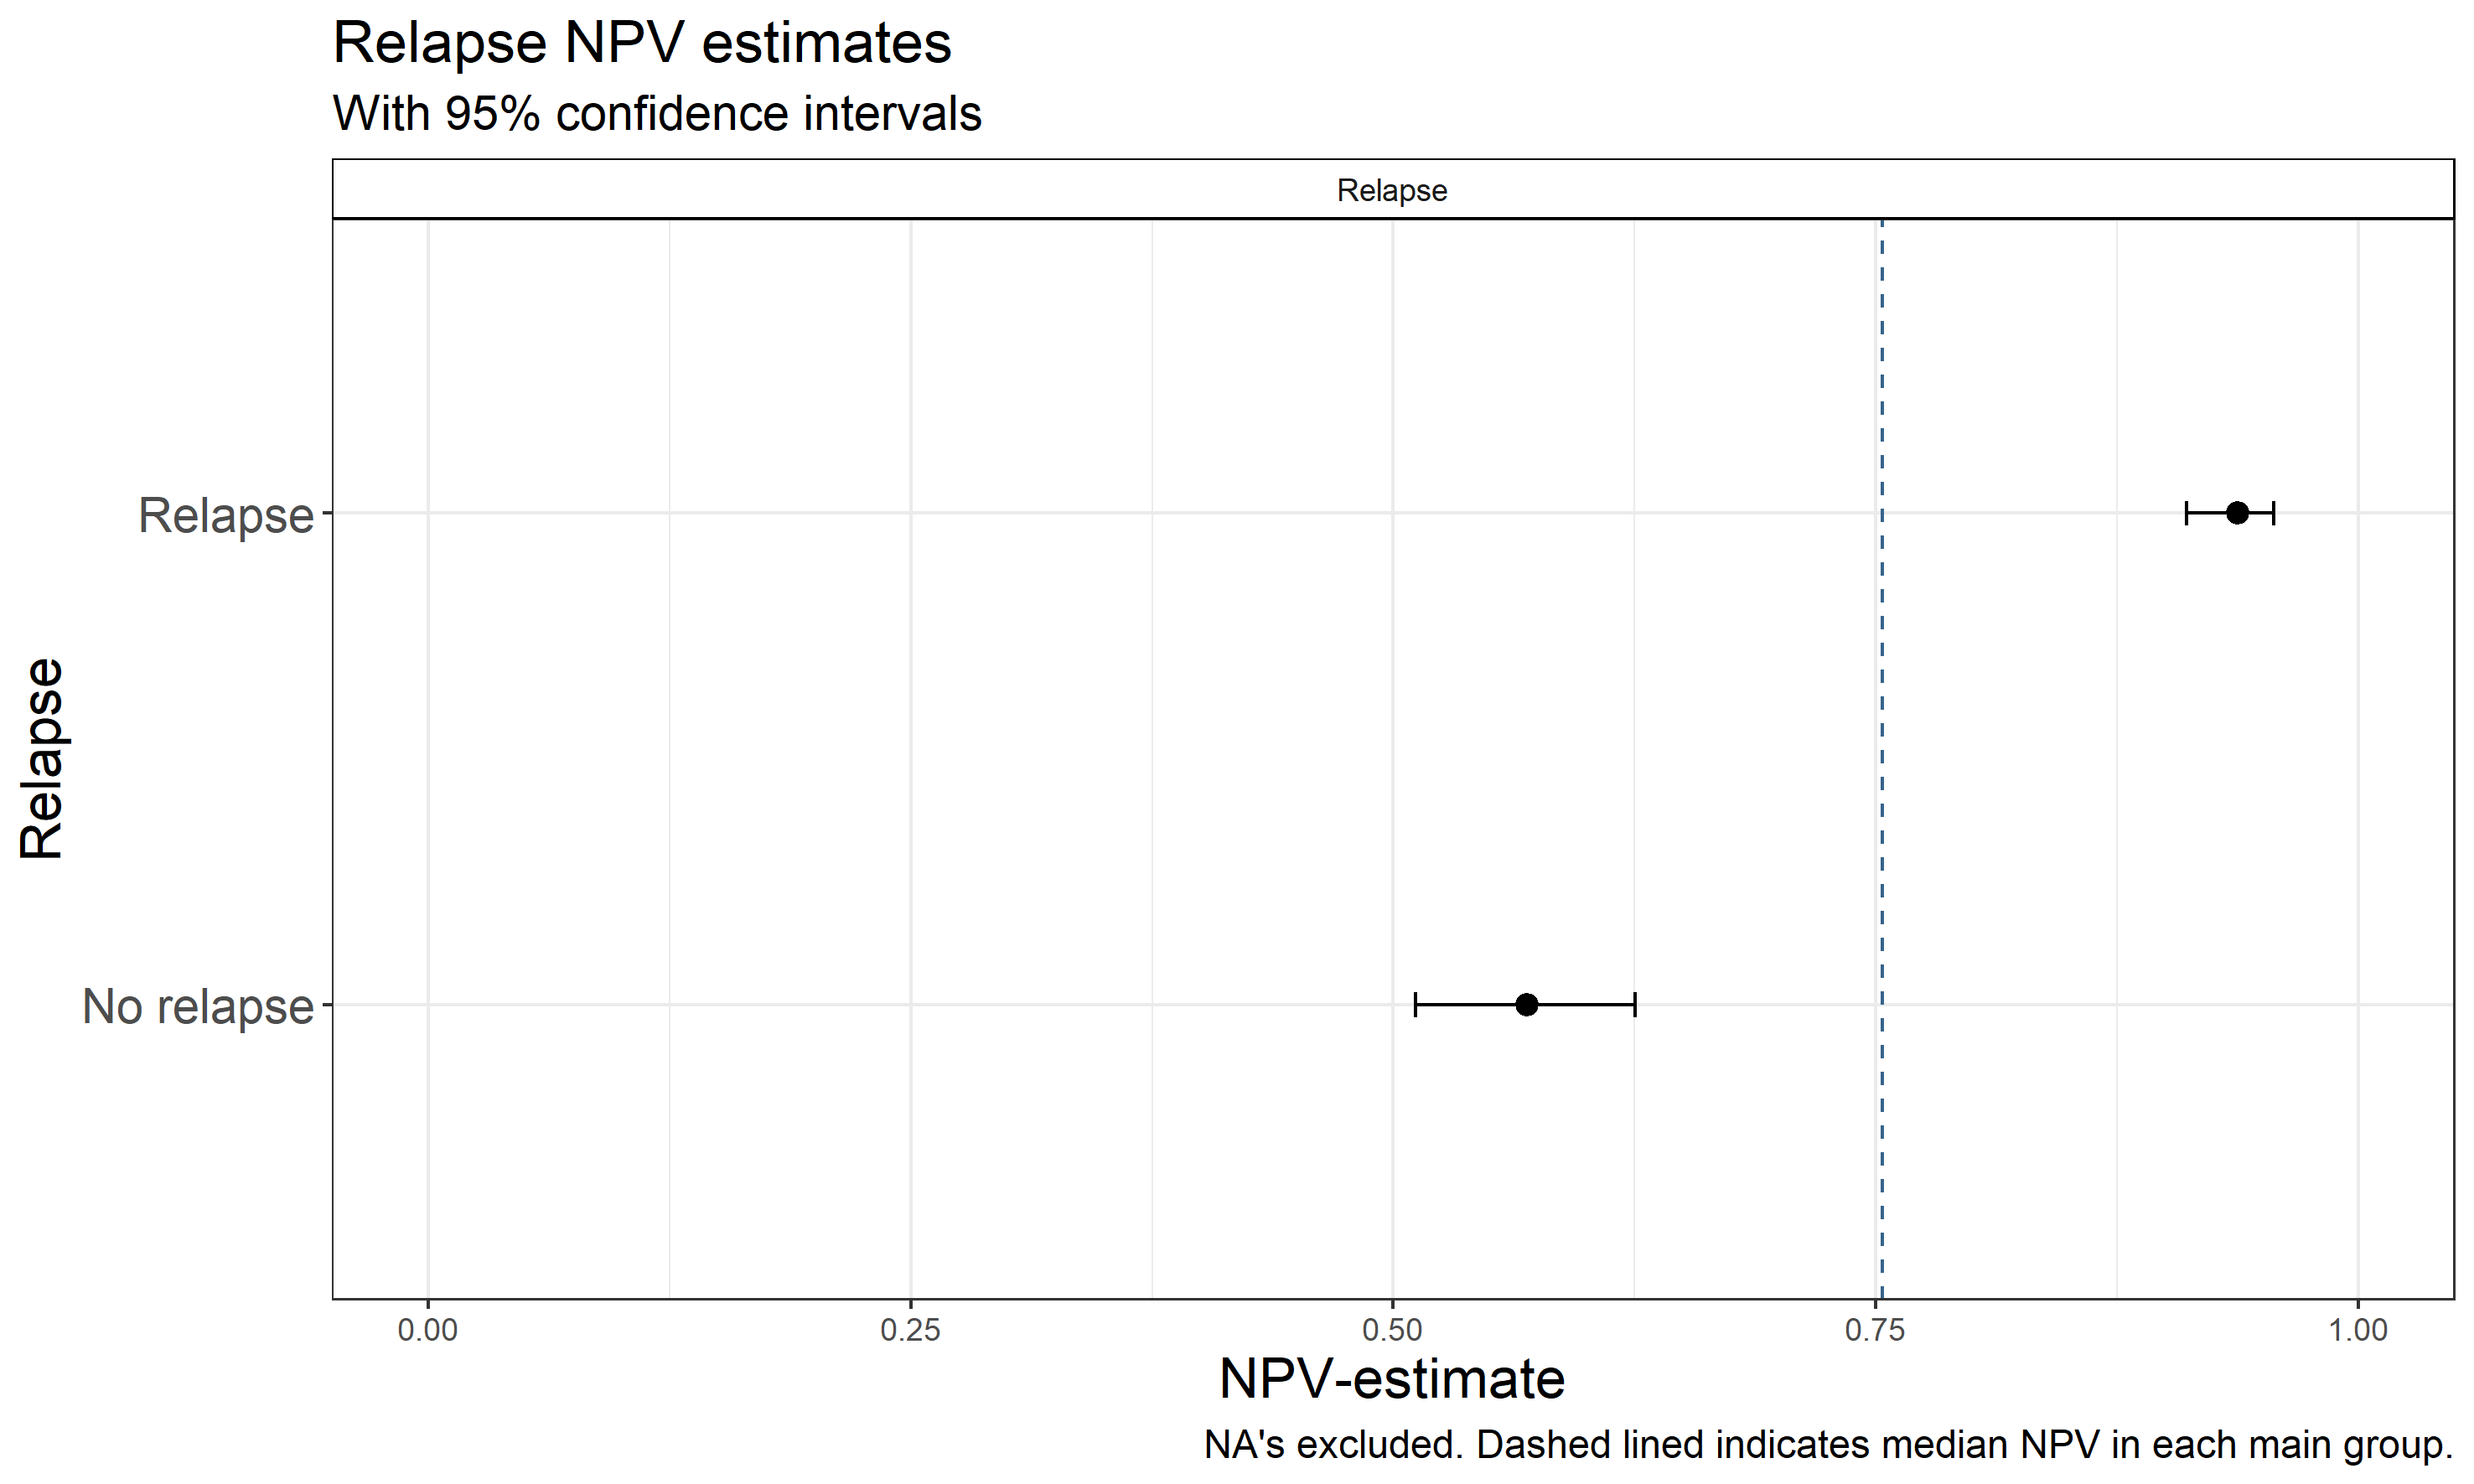 Relapse NPV estimates
With 95% confidence intervals
Relapse
Relapse
Relapse
No relapse
0.00 0.25 0.50 0.75 1.00
NPV-estimate
NA's excluded. Dashed lined indicates median NPV in each main group.